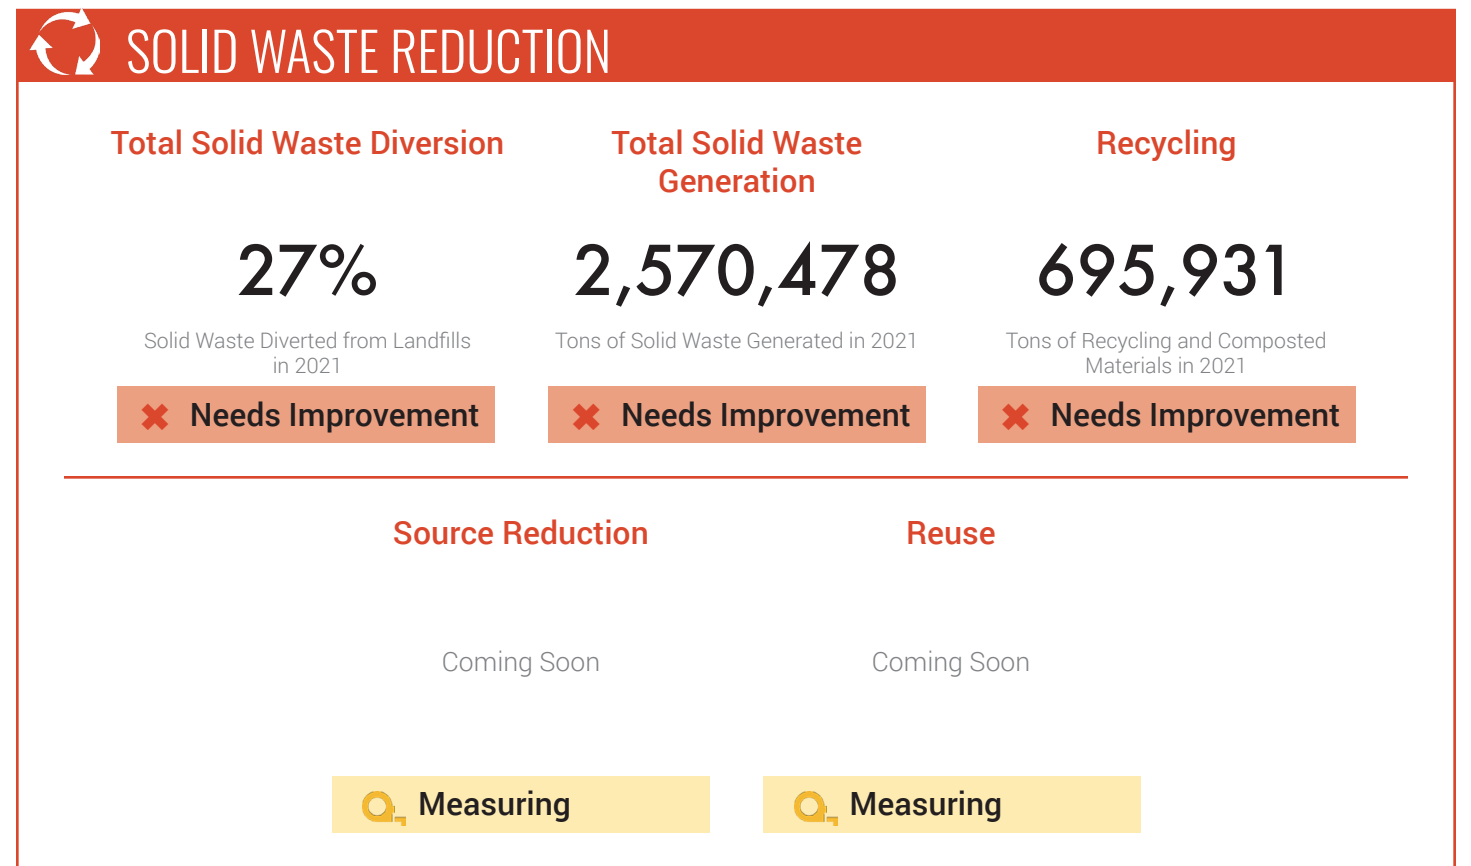 SOLID WASTE REDUCTION
Total Solid Waste Diversion
27%
Solid Waste Diverted from Landfills
in 2021
Needs Improvement
Total Solid Waste
Generation
2,570,478
Tons of Solid Waste Generated in 2021
Needs Improvement
Recycling
695,931
Tons of Recycling and Composted
Materials in 2021
Needs Improvement
Source Reduction
Coming Soon
Measuring
Reuse
Coming Soon
Measuring